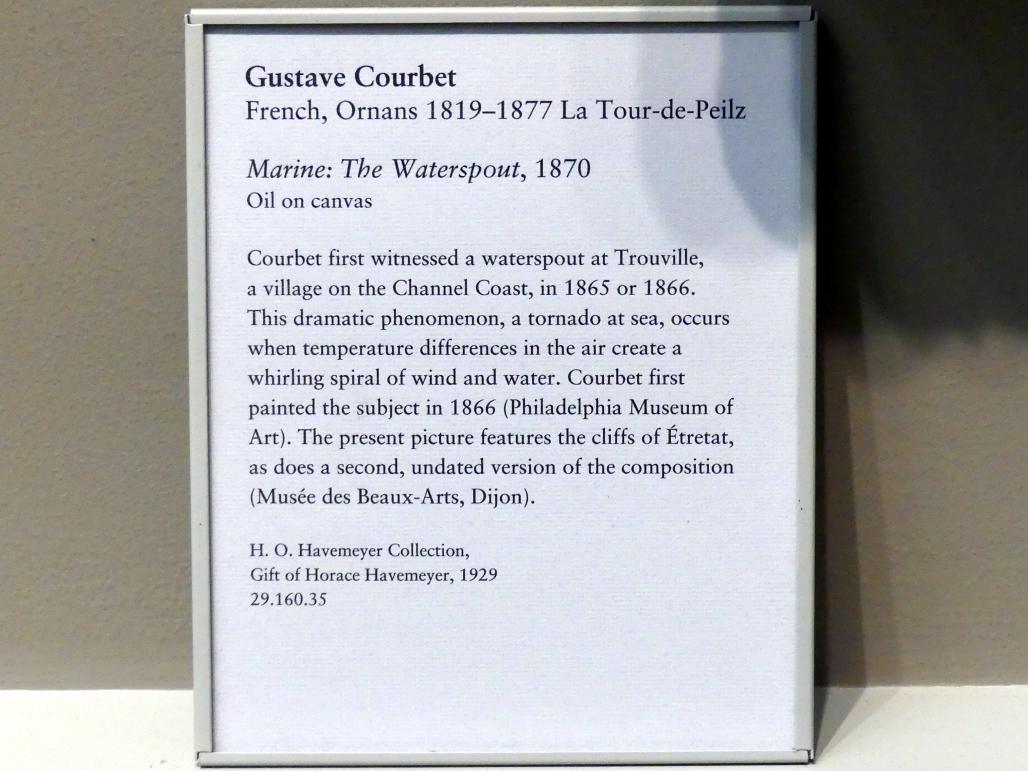 Gustave Courbet
French, Ornans 1819–1877 La Tour-de-Peilz
Marine: The Waterspout, 1870
Oil on canvas
Courbet first witnessed a waterspout at Trouville,
a village on the Channel Coast, in 1865 or 1866.
This dramatic phenomenon, a tornado at sea, occurs
when temperature differences in the air create a
whirling spiral of wind and water. Courbet first
painted the subject in 1866 (Philadelphia Museum of
Art). The present picture features the cliffs of Étretat,
as does a second, undated version of the composition
(Musée des Beaux-Arts, Dijon).
H. O. Havemeyer Collection,
Gift of Horace Havemeyer, 1929
29.160.35